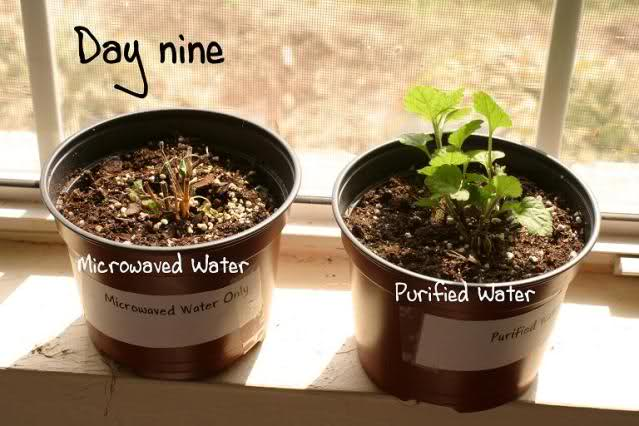 Day nine
Microwaved Water
Microwaved Water Only
Purified Water
Purified